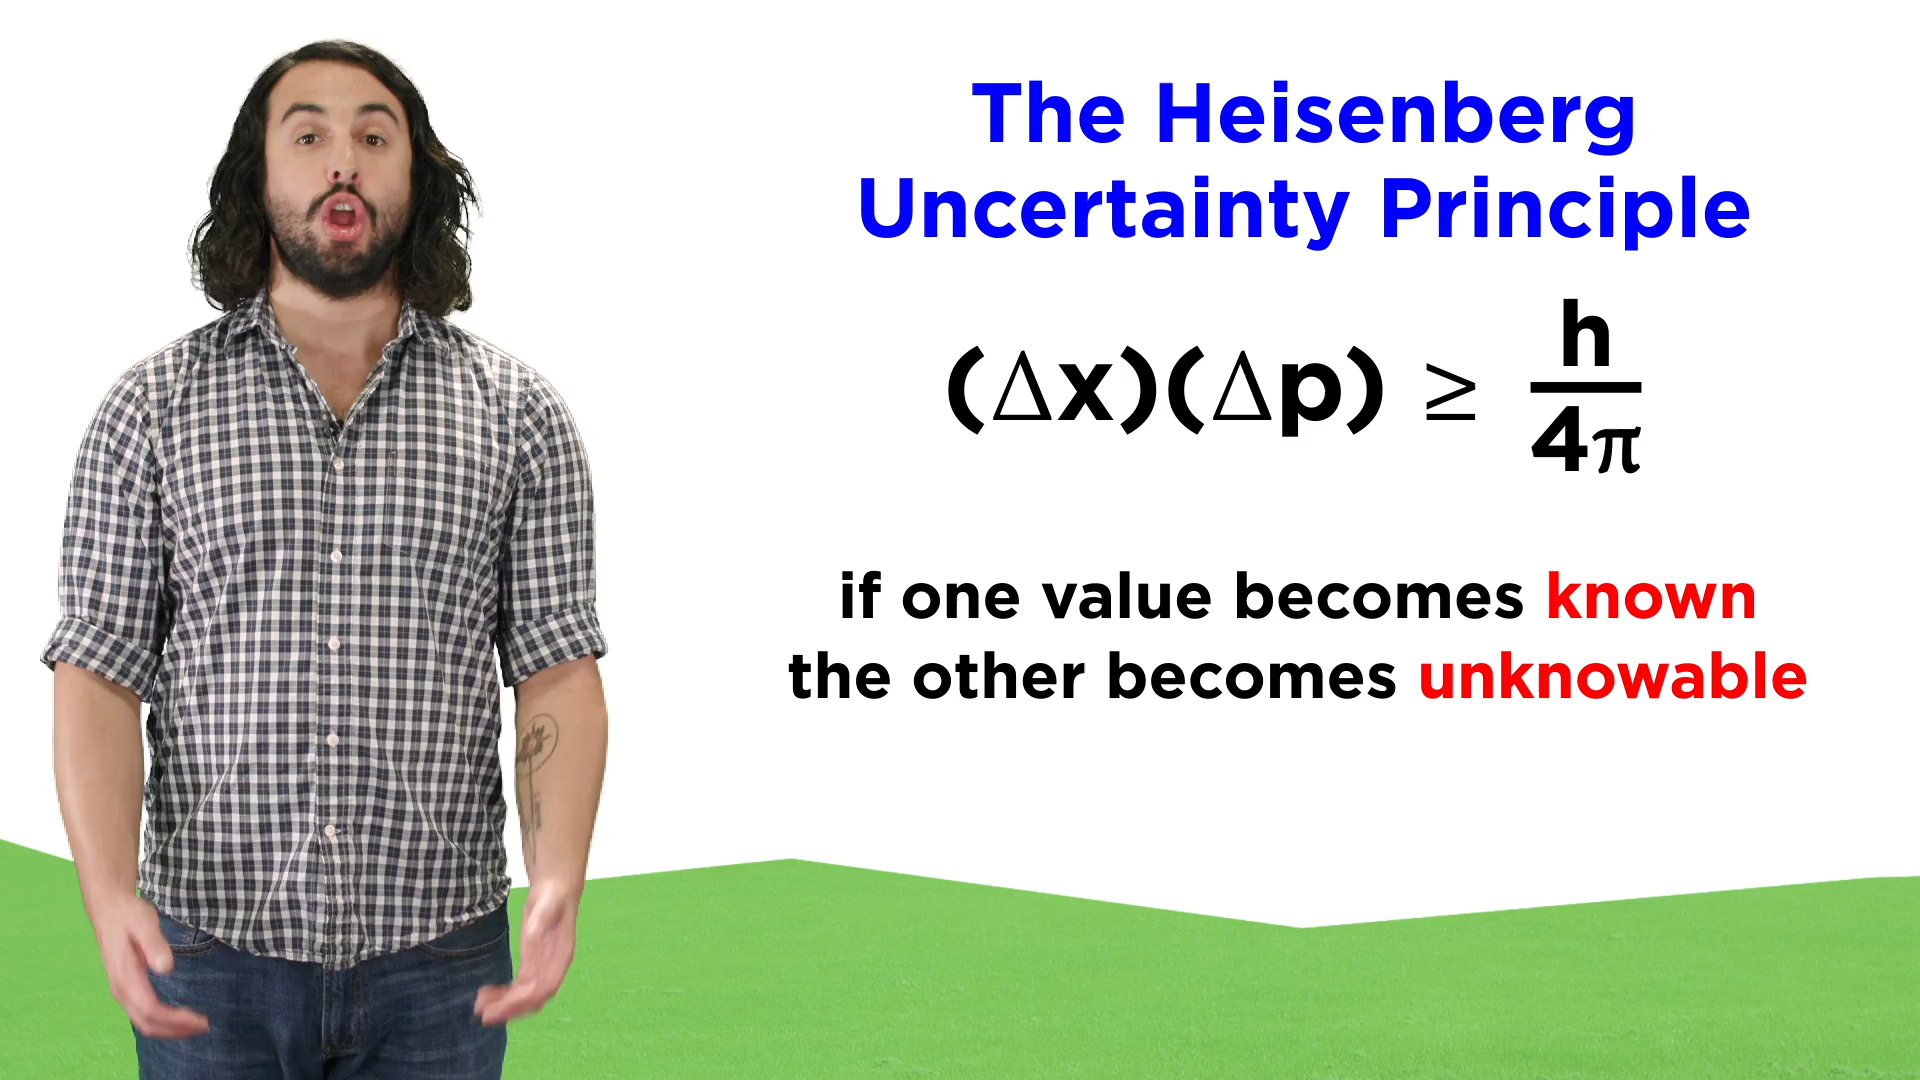 The Heisenberg
Uncertainty Principle
(Δx)(Δp) ≥ h/4π
if one value becomes known
the other becomes unknowable